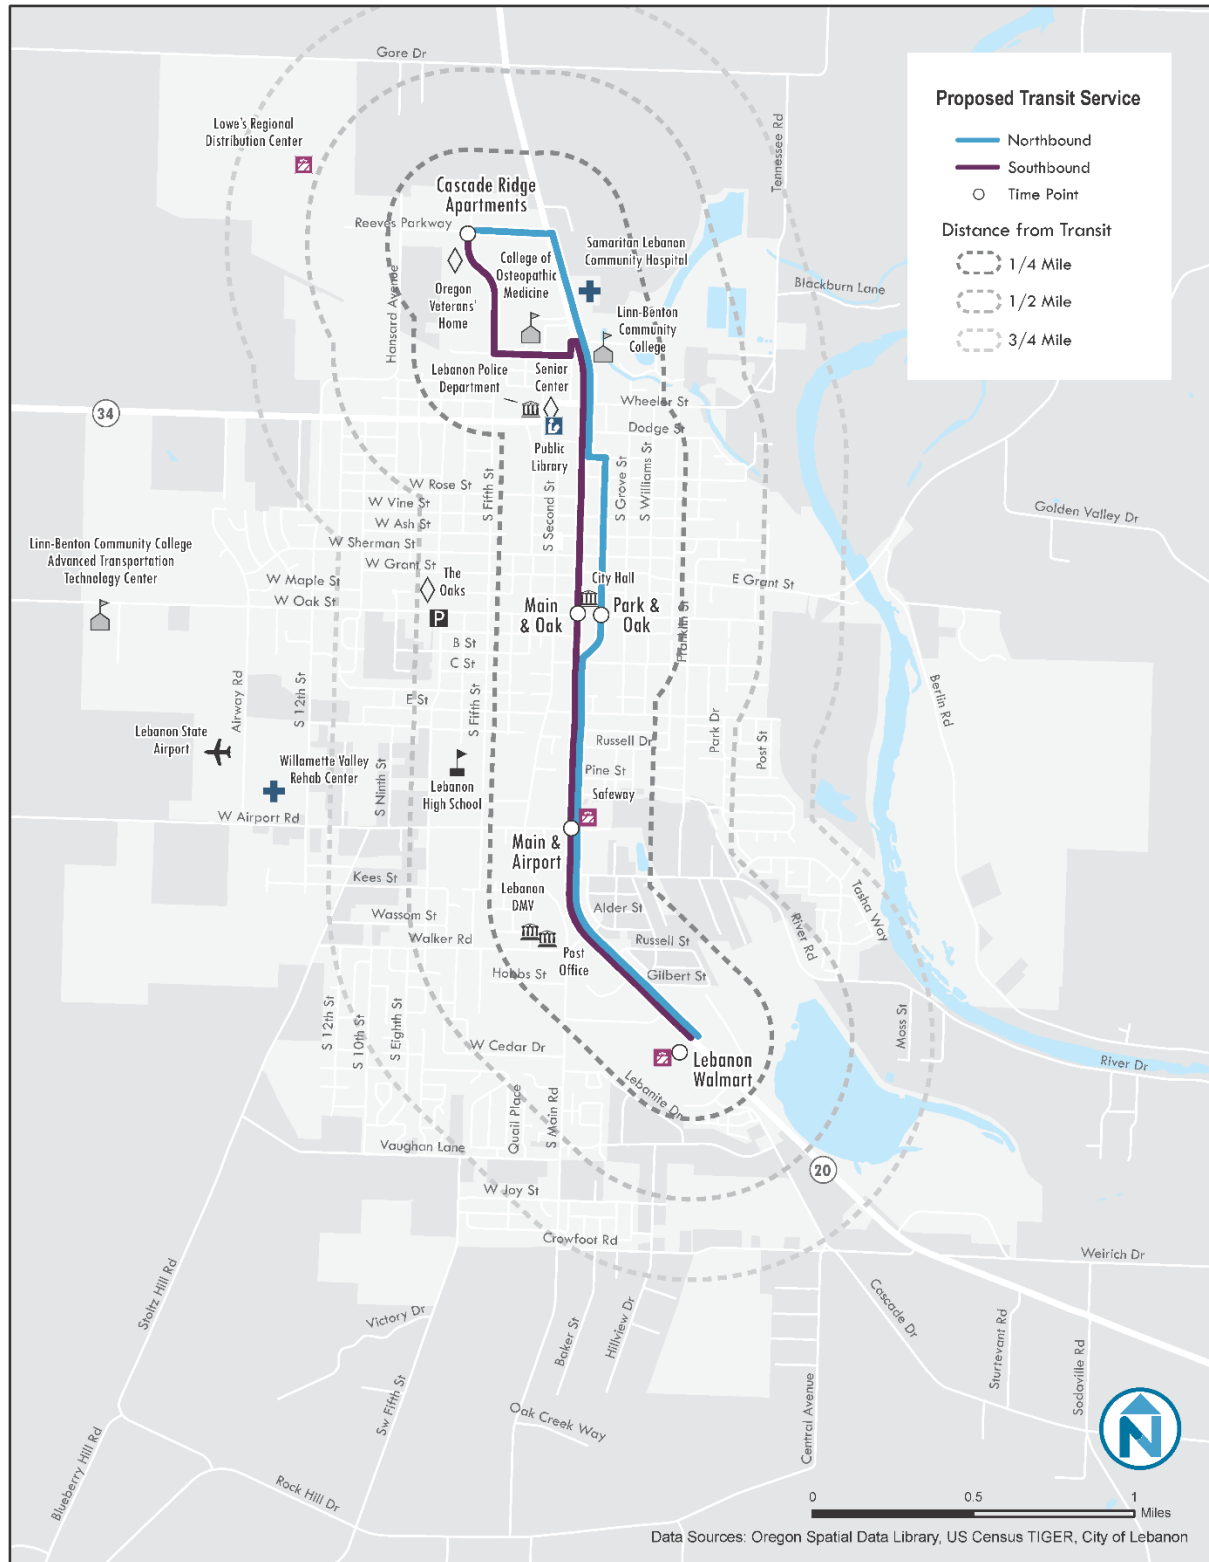 Gore Dr
Lowe's Regional
Distribution Center
Tennessee Rd
Proposed Transit Service
Northbound
Southbound
Time Point
Distance from Transit
1/4 Mile
1/2 Mile
3/4 Mile
Cascade Ridge
Apartments
Reeves Parkway
Samaritan Lebanon
Community Hospital
College of
Osteopathic
Medicine
Oregon
Veterans'
Home
Blackburn Lane
Hansard Avenue
Linn-Benton
Community
College
Lebanon Police
Department
Senior
Center
34
Wheeler St
Dodge St
Public
Library
W Rose St
S Fifth St
S Second St
S Grove St
S Williams St
W Vine St
Golden Valley Dr
W Ash St
W Sherman St
Linn-Benton Community College
Advanced Transportation
Technology Center
W Grant St
W Maple St
The
Oaks
City Hall
E Grant St
W Oak St
P
Main
& Oak
Park &
Oak
Franklin St
B St
C St
Airway Rd
S 12th St
E St
S Fifth St
Berlin Rd
Lebanon State
Airport
Russell Dr
Park Dr
Post St
Willamette Valley
Rehab Center
S Ninth St
Lebanon
High School
Pine St
Safeway
W Airport Rd
Main &
Airport
Kees St
Lebanon
DMV
Tasha Way
Wassom St
Alder St
River Rd
Walker Rd
Post
Office
Russell St
Hobbs St
Gilbert St
S 12th St
S 10th St
S Eighth St
Moss St
W Cedar Dr
Lebanon
Walmart
River Dr
Lebanite Dr
Quail Place
S Main Rd
Vaughan Lane
20
W Joy St
Crowfoot Rd
Weirich Dr
Stoltz Hill Rd
Victory Dr
Baker St
Hillview Dr
Cascade Dr
Sturtevant Rd
Sodaville Rd
Sw Fifth St
Oak Creek Way
Central Avenue
Blueberry Hill Rd
Rock Hill Dr
N
0 0.5 1
Miles
Data Sources: Oregon Spatial Data Library, US Census TIGER, City of Lebanon